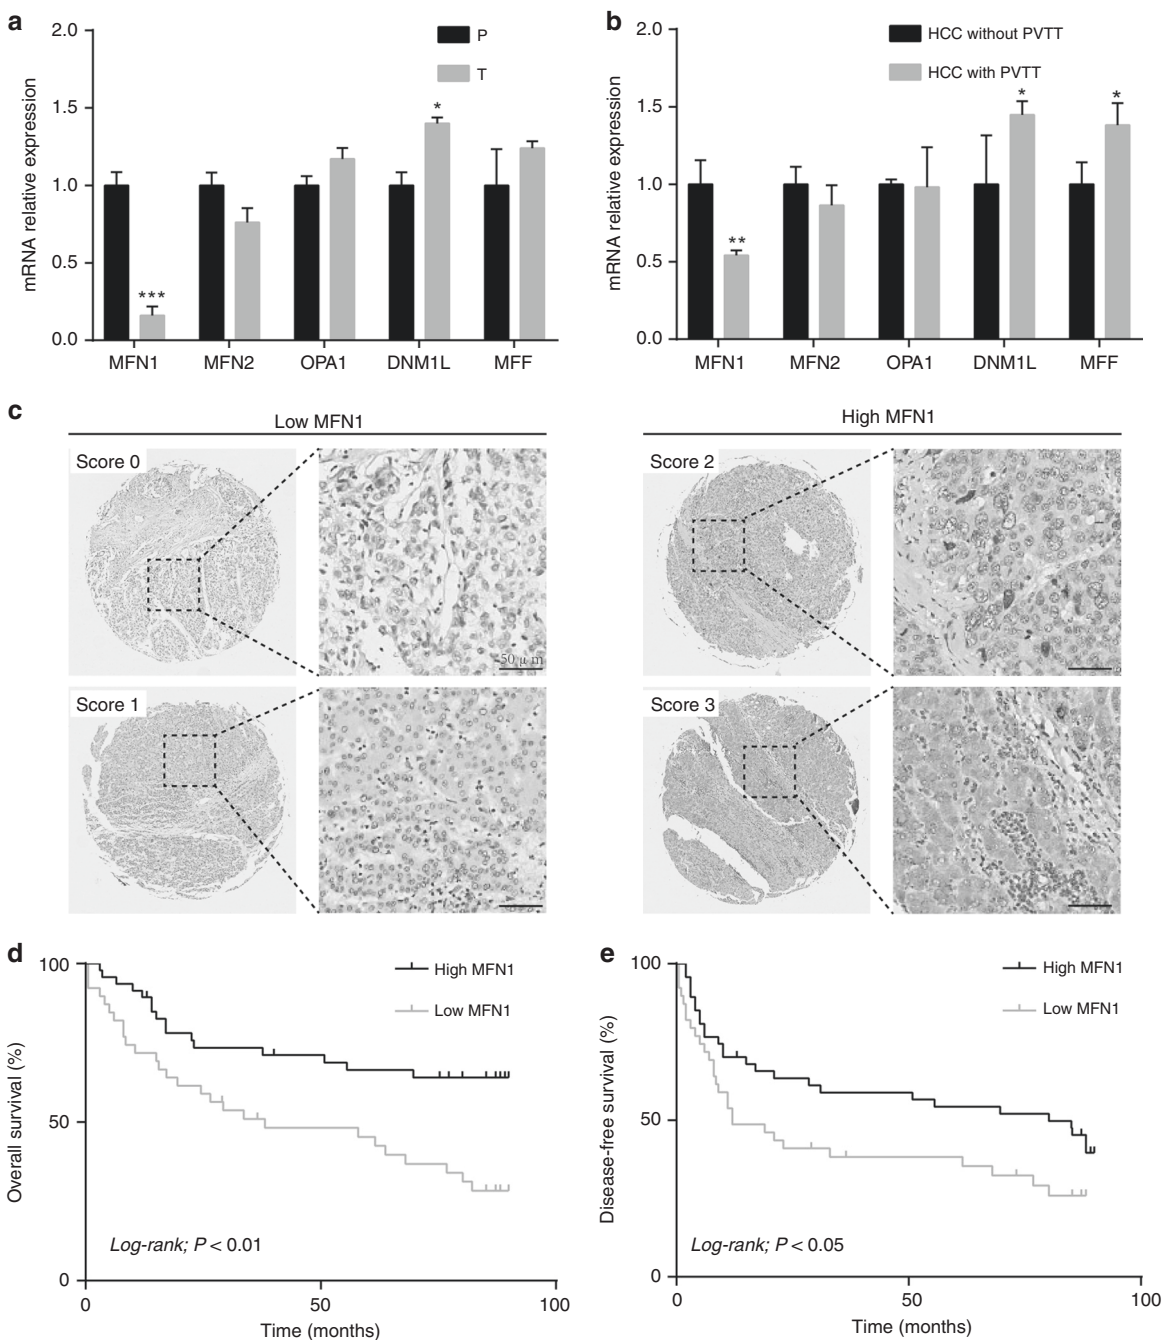 a
2.0
1.5
1.0
0.5
0.0
mRNA relative expression
P
T
***
*
MFN1 MFN2 OPA1 DNM1L MFF
b
2.0
1.5
1.0
0.5
0.0
mRNA relative expression
HCC without PVTT
HCC with PVTT
**
*
*
MFN1 MFN2 OPA1 DNM1L MFF
c
Low MFN1
High MFN1
Score 0
50 μm
Score 2
Score 1
Score 3
d
100
50
0
Overall survival (%)
High MFN1
Low MFN1
Log-rank; P < 0.01
0 50 100
Time (months)
e
100
50
0
Disease-free survival (%)
High MFN1
Low MFN1
Log-rank; P < 0.05
0 50 100
Time (months)